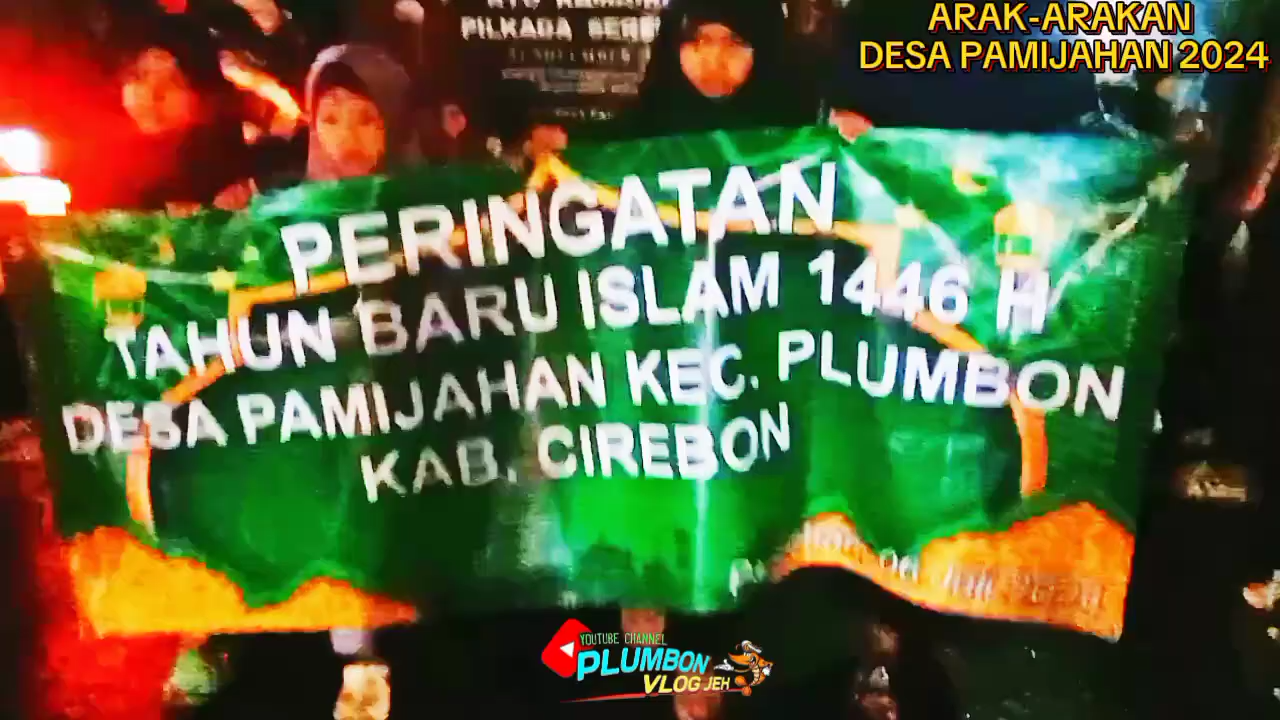 ARAK-ARAKAN
DESA PAMIJAHAN 2024
PILKADA
PERINGATAN
TAHUN BARU ISLAM 1446 H
DESA PAMIJAHAN KEC. PLUMBON
KAB. CIREBON
YOUTUBE CHANNEL
PLUMBON
VLOG JEH